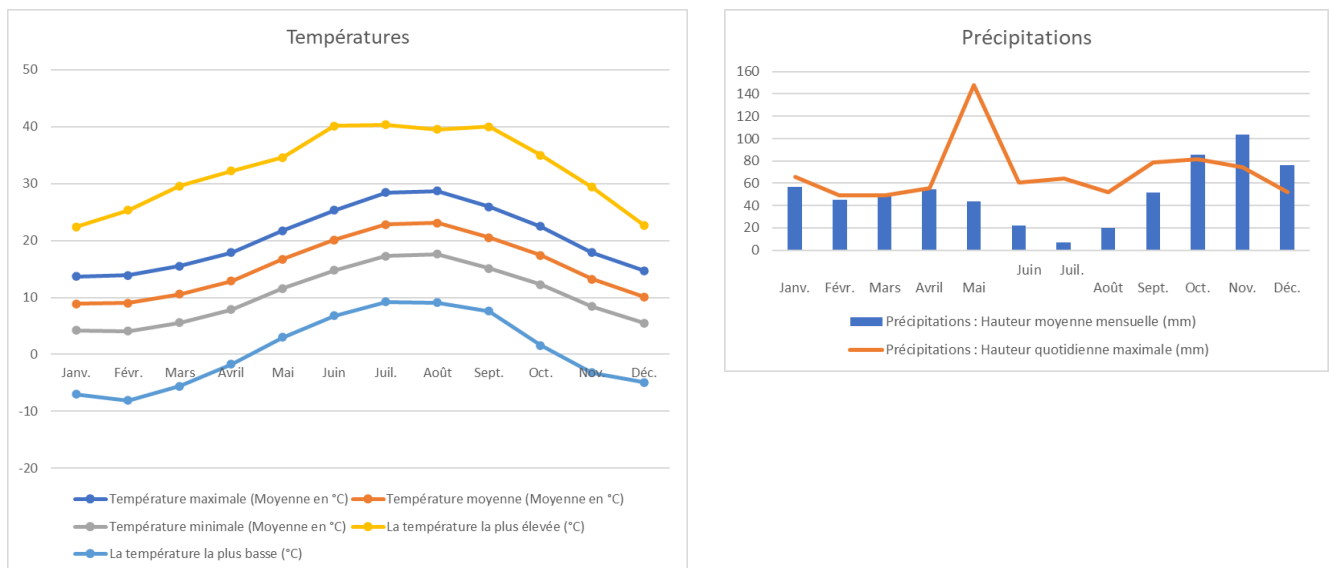 Températures
50
40
30
20
10
0
-10
-20
Janv. Févr. Mars Avril Mai Juin Juil. Août Sept. Oct. Nov. Déc.
Température maximale (Moyenne en °C) Température moyenne (Moyenne en °C)
Température minimale (Moyenne en °C) La température la plus élevée (°C)
La température la plus basse (°C)
Précipitations
160
140
120
100
80
60
40
20
0
Janv. Févr. Mars Avril Mai Juin Juil. Août Sept. Oct. Nov. Déc.
Précipitations : Hauteur moyenne mensuelle (mm)
Précipitations : Hauteur quotidienne maximale (mm)